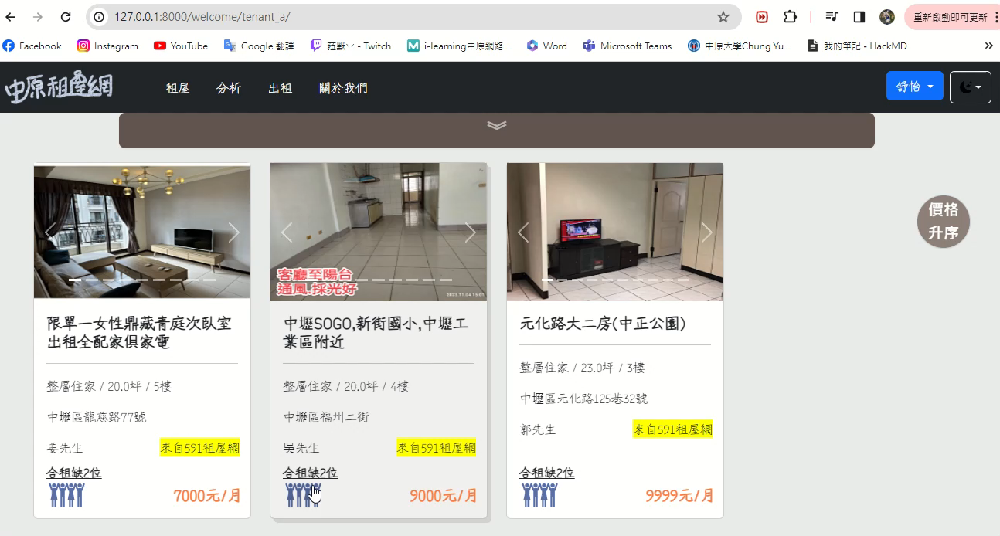 127.0.0.1:8000/welcome/tenant_a/
重新啟動即可更新
Facebook
Instagram
YouTube
Google 翻譯
菈默丷 - Twitch
i-learning中原網路...
Word
Microsoft Teams
中原大學Chung Yu...
我的筆記 - HackMD
中原租屋網
租屋
分析
出租
關於我們
舒怡
價格
升序
客廳至陽台
通風.採光好
限單一女性鼎藏青庭次臥室
出租全配家俱家電
整層住家 / 20.0坪 / 5樓
中壢區龍慈路77號
姜先生
來自591租屋網
合租缺2位
7000元/月
中壢SOGO,新街國小,中壢工
業區附近
整層住家 / 20.0坪 / 4樓
中壢區福州二街
吳先生
來自591租屋網
合租缺2位
9000元/月
元化路大二房(中正公園)
整層住家 / 23.0坪 / 3樓
中壢區元化路125巷32號
郭先生
來自591租屋網
合租缺2位
9999元/月